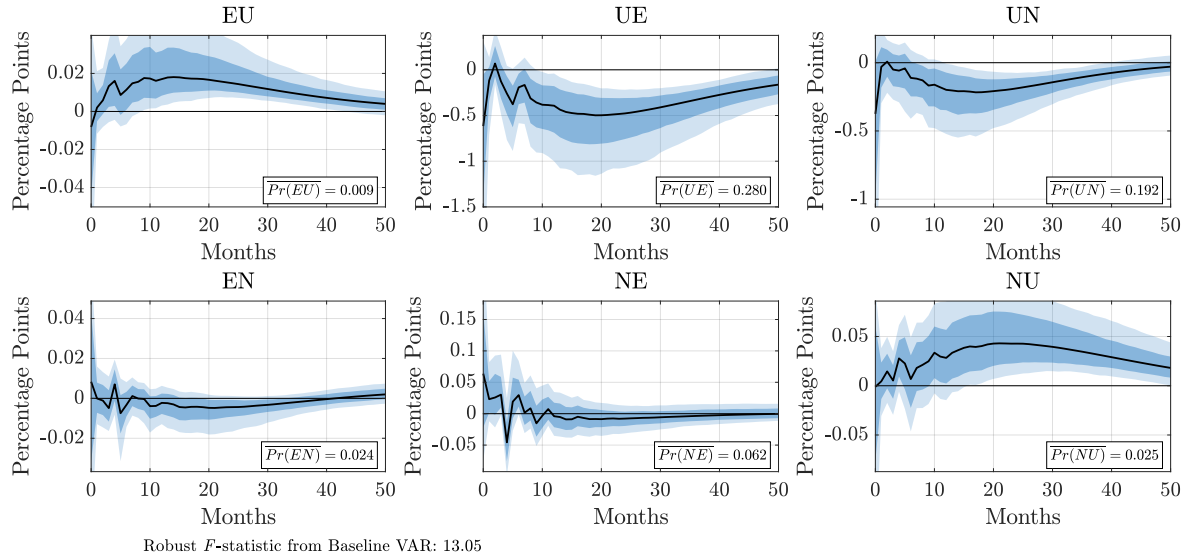 EU
Percentage Points
0.02
0
-0.02
-0.04
Pr(EU) = 0.009
0 10 20 30 40 50
Months
UE
Percentage Points
0
-0.5
-1
-1.5
Pr(UE) = 0.280
0 10 20 30 40 50
Months
UN
Percentage Points
0
-0.5
-1
Pr(UN) = 0.192
0 10 20 30 40 50
Months
EN
Percentage Points
0.04
0.02
0
-0.02
Pr(EN) = 0.024
0 10 20 30 40 50
Months
NE
Percentage Points
0.15
0.1
0.05
0
-0.05
Pr(NE) = 0.062
0 10 20 30 40 50
Months
NU
Percentage Points
0.05
0
-0.05
Pr(NU) = 0.025
0 10 20 30 40 50
Months
Robust F-statistic from Baseline VAR: 13.05